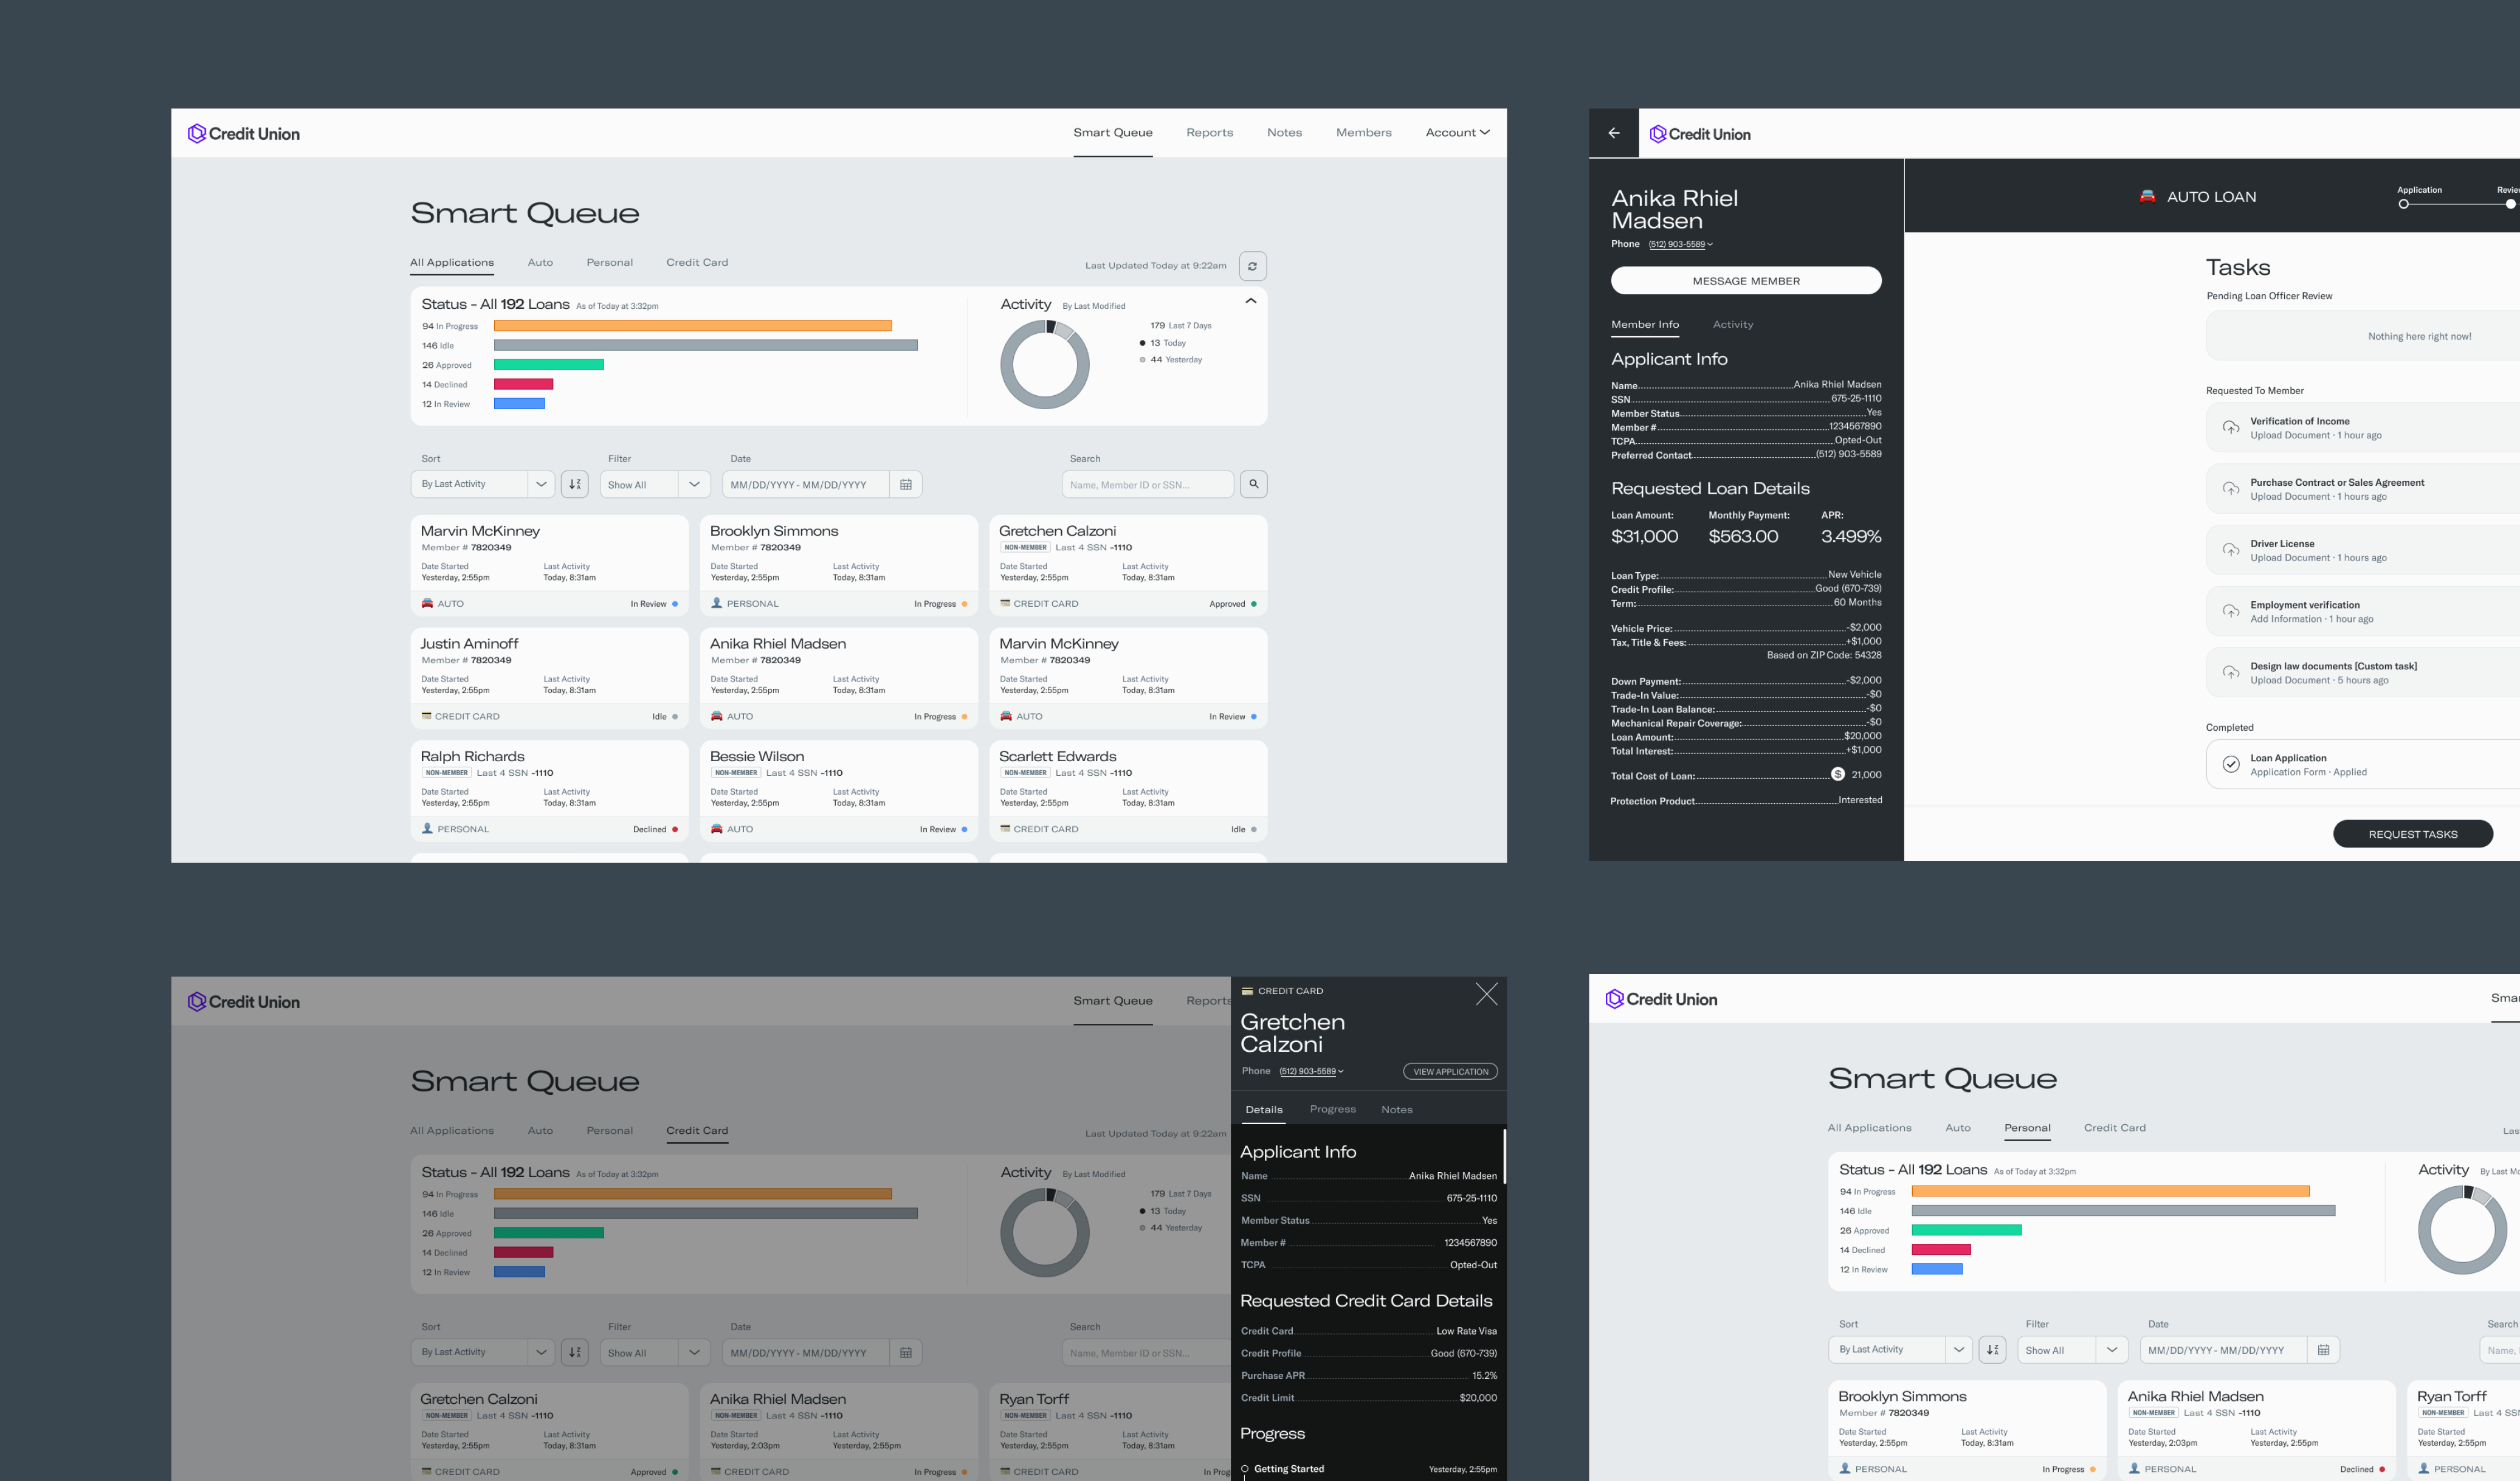 Credit Union
Smart Queue Reports Notes Members Account
Smart Queue
All Applications Auto Personal Credit Card
Last Updated Today at 9:22am
Status - All 192 Loans As of Today at 3:32pm
94 In Progress
146 Idle
26 Approved
14 Declined
12 In Review
Activity By Last Modified
179 Last 7 Days
13 Today
44 Yesterday
Sort Filter Date Search
By Last Activity Show All MM/DD/YYYY - MM/DD/YYYY Name, Member ID or SSN...
Marvin McKinney
Member # 7820349
Date Started Last Activity
Yesterday, 2:55pm Today, 8:31am
AUTO In Review
Brooklyn Simmons
Member # 7820349
Date Started Last Activity
Yesterday, 2:55pm Today, 8:31am
PERSONAL In Progress
Gretchen Calzoni
NON-MEMBER Last 4 SSN -1110
Date Started Last Activity
Yesterday, 2:55pm Today, 8:31am
CREDIT CARD Approved
Justin Aminoff
Member # 7820349
Date Started Last Activity
Yesterday, 2:55pm Today, 8:31am
CREDIT CARD Idle
Anika Rhiel Madsen
Member # 7820349
Date Started Last Activity
Yesterday, 2:55pm Today, 8:31am
AUTO In Progress
Marvin McKinney
Member # 7820349
Date Started Last Activity
Yesterday, 2:55pm Today, 8:31am
AUTO In Review
Ralph Richards
NON-MEMBER Last 4 SSN -1110
Date Started Last Activity
Yesterday, 2:55pm Today, 8:31am
PERSONAL Declined
Bessie Wilson
NON-MEMBER Last 4 SSN -1110
Date Started Last Activity
Yesterday, 2:55pm Today, 8:31am
AUTO In Review
Scarlett Edwards
NON-MEMBER Last 4 SSN -1110
Date Started Last Activity
Yesterday, 2:55pm Today, 8:31am
CREDIT CARD Idle
Credit Union
Anika Rhiel
Madsen
Phone (512) 903-5589
MESSAGE MEMBER
Member Info Activity
Applicant Info
Name Anika Rhiel Madsen
SSN 675-25-1110
Member Status Yes
Member # 1234567890
TCPA Opted-Out
Preferred Contact (512) 903-5589
Requested Loan Details
Loan Amount: Monthly Payment: APR:
$31,000 $563.00 3.499%
Loan Type: New Vehicle
Credit Profile: Good (670-739)
Term: 60 Months
Vehicle Price: -$2,000
Tax, Title & Fees: +$1,000
Based on ZIP Code: 54328
Down Payment: -$2,000
Trade-In Value: -$0
Trade-In Loan Balance: -$0
Mechanical Repair Coverage: -$0
Loan Amount: $20,000
Total Interest: +$1,000
Total Cost of Loan: $ 21,000
Protection Product Interested
AUTO LOAN
Application Revie
Tasks
Pending Loan Officer Review
Nothing here right now!
Requested To Member
Verification of Income
Upload Document · 1 hour ago
Purchase Contract or Sales Agreement
Upload Document · 1 hours ago
Driver License
Upload Document · 1 hours ago
Employment verification
Add Information · 1 hour ago
Design law documents [Custom task]
Upload Document · 5 hours ago
Completed
Loan Application
Application Form · Applied
REQUEST TASKS
Credit Union
Smart Queue Reports
Smart Queue
All Applications Auto Personal Credit Card
Last Updated Today at 9:22am
Status - All 192 Loans As of Today at 3:32pm
94 In Progress
146 Idle
26 Approved
14 Declined
12 In Review
Activity By Last Modified
179 Last 7 Days
13 Today
44 Yesterday
Sort Filter Date Search
By Last Activity Show All MM/DD/YYYY - MM/DD/YYYY Name, Member ID or SSN...
Gretchen Calzoni
NON-MEMBER Last 4 SSN -1110
Date Started Last Activity
Yesterday, 2:55pm Today, 8:31am
CREDIT CARD Approved
Anika Rhiel Madsen
NON-MEMBER Last 4 SSN -1110
Date Started Last Activity
Yesterday, 2:03pm Yesterday, 2:55pm
CREDIT CARD In Progress
Ryan Torff
NON-MEMBER Last 4 SSN -1110
Date Started Last Activity
Yesterday, 2:55pm Today, 8:31am
CREDIT CARD In Prog
CREDIT CARD
Gretchen
Calzoni
Phone (512) 903-5589 VIEW APPLICATION
Details Progress Notes
Applicant Info
Name Anika Rhiel Madsen
SSN 675-25-1110
Member Status Yes
Member # 1234567890
TCPA Opted-Out
Requested Credit Card Details
Credit Card Low Rate Visa
Credit Profile Good (670-739)
Purchase APR 15.2%
Credit Limit $20,000
Progress
Getting Started Yesterday, 2:55pm
Credit Union
Smar
Smart Queue
All Applications Auto Personal Credit Card
Las
Status - All 192 Loans As of Today at 3:32pm
94 In Progress
146 Idle
26 Approved
14 Declined
12 In Review
Activity By Last Mo
Sort Filter Date Search
By Last Activity Show All MM/DD/YYYY - MM/DD/YYYY Name,
Brooklyn Simmons
Member # 7820349
Date Started Last Activity
Yesterday, 2:55pm Today, 8:31am
PERSONAL In Progress
Anika Rhiel Madsen
NON-MEMBER Last 4 SSN -1110
Date Started Last Activity
Yesterday, 2:03pm Yesterday, 2:55pm
PERSONAL Declined
Ryan Torff
NON-MEMBER Last 4 SSN
Date Started
Yesterday, 2:55pm
PERSONAL